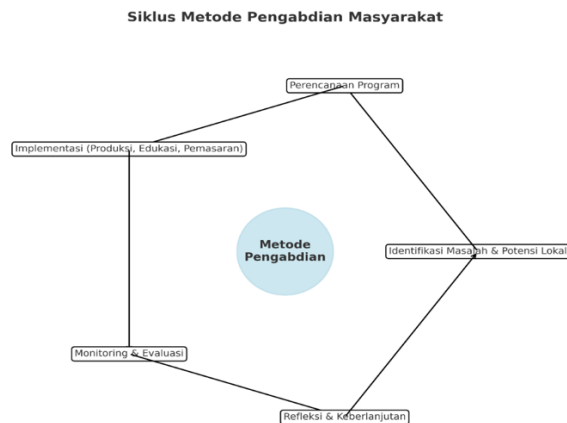 Siklus Metode Pengabdian Masyarakat
Perencanaan Program
Implementasi (Produksi, Edukasi, Pemasaran)
Metode
Pengabdian
Identifikasi Masalah & Potensi Lokal
Monitoring & Evaluasi
Refleksi & Keberlanjutan